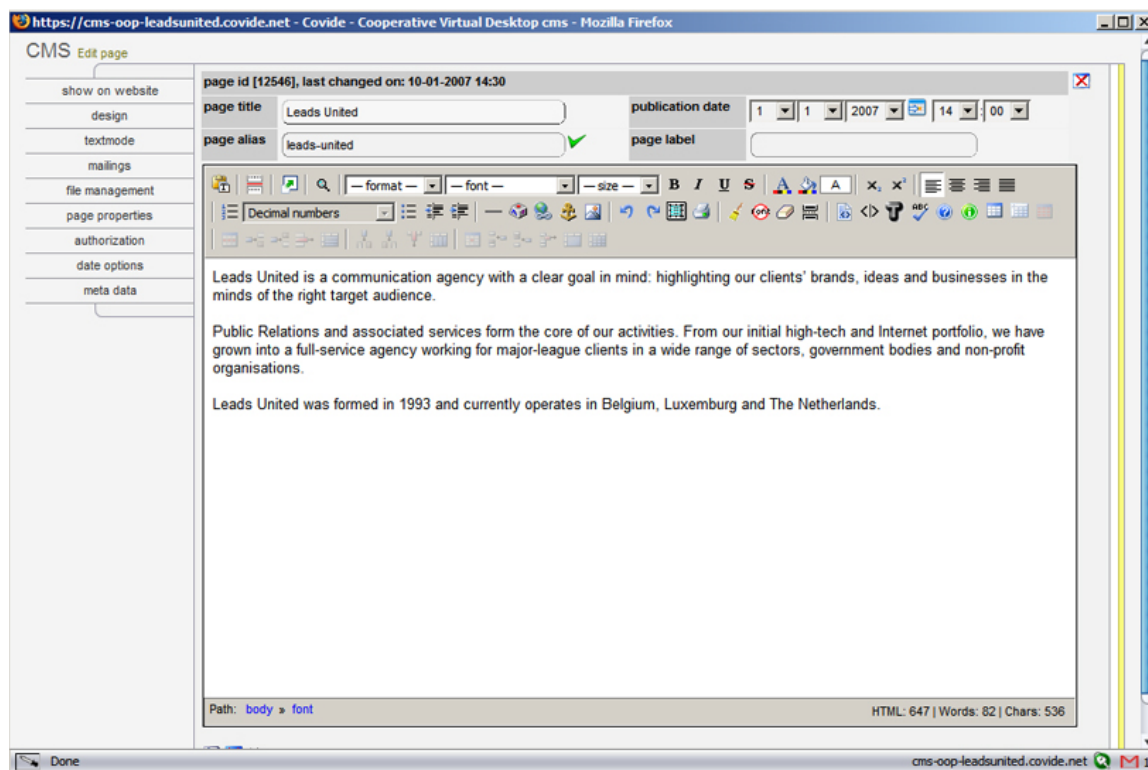 https://cms-oop-leadsunited.covide.net - Covide - Cooperative Virtual Desktop cms - Mozilla Firefox
CMS Edit page
show on website
design
textmode
mailings
file management
page properties
authorization
date options
meta data
page id [12546], last changed on: 10-01-2007 14:30
page title Leads United publication date 1 1 2007 14 : 00
page alias leads-united page label
— format — — font — — size — B I U S A A x₂ x²
Decimal numbers
Leads United is a communication agency with a clear goal in mind: highlighting our clients' brands, ideas and businesses in the
minds of the right target audience.
Public Relations and associated services form the core of our activities. From our initial high-tech and Internet portfolio, we have
grown into a full-service agency working for major-league clients in a wide range of sectors, government bodies and non-profit
organisations.
Leads United was formed in 1993 and currently operates in Belgium, Luxemburg and The Netherlands.
Path: body » font HTML: 647 | Words: 82 | Chars: 536
Done cms-oop-leadsunited.covide.net